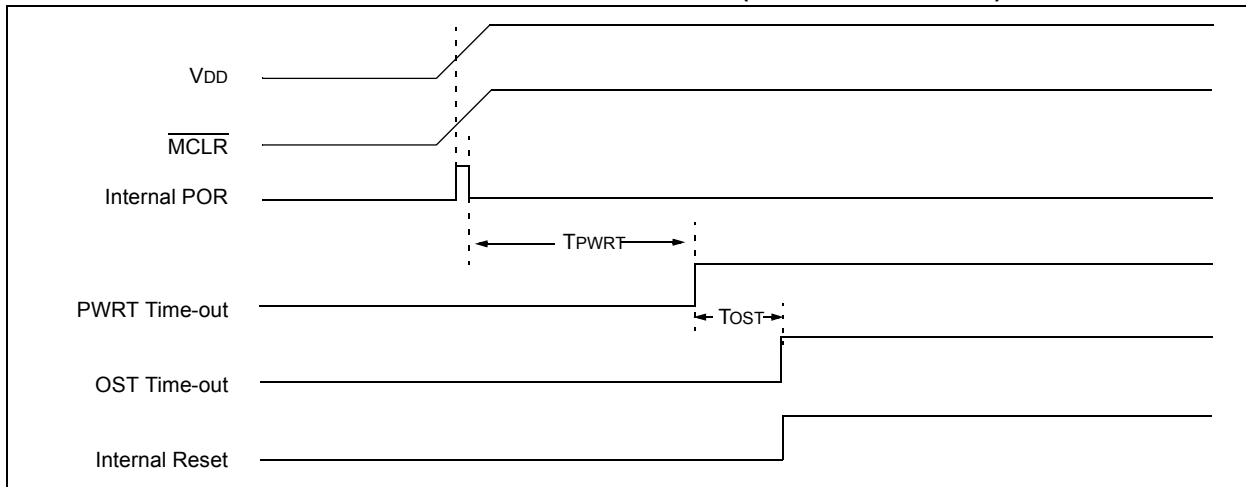 VDD
MCLR
Internal POR
TPWRT
PWRT Time-out
TOST
OST Time-out
Internal Reset